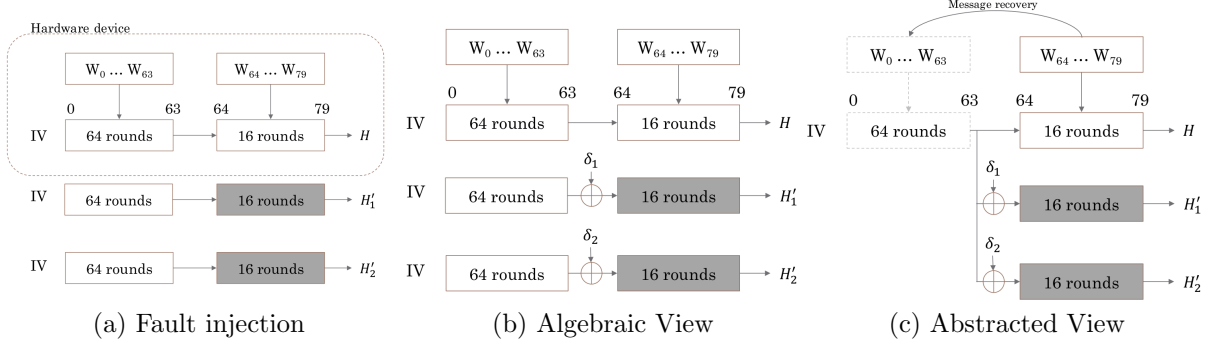 Hardware device
W₀ ... W₆₃
W₆₄ ... W₇₉
0
63
64
79
IV
64 rounds
16 rounds
H
IV
64 rounds
16 rounds
H′₁
IV
64 rounds
16 rounds
H′₂
(a) Fault injection
W₀ ... W₆₃
W₆₄ ... W₇₉
0
63
64
79
IV
64 rounds
16 rounds
H
δ₁
IV
64 rounds
16 rounds
H′₁
δ₂
IV
64 rounds
16 rounds
H′₂
(b) Algebraic View
Message recovery
W₀ ... W₆₃
W₆₄ ... W₇₉
0
63
64
79
IV
64 rounds
16 rounds
H
δ₁
16 rounds
H′₁
δ₂
16 rounds
H′₂
(c) Abstracted View